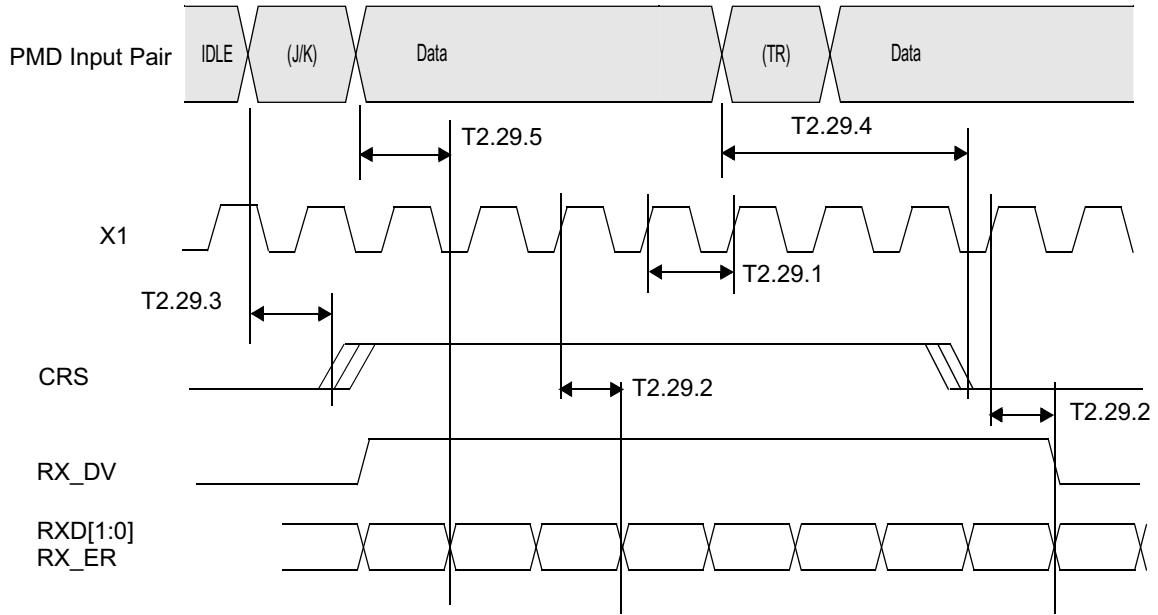 PMD Input Pair
IDLE
(J/K)
Data
(TR)
Data
T2.29.5
T2.29.4
X1
T2.29.1
T2.29.3
CRS
T2.29.2
T2.29.2
RX_DV
RXD[1:0]
RX_ER